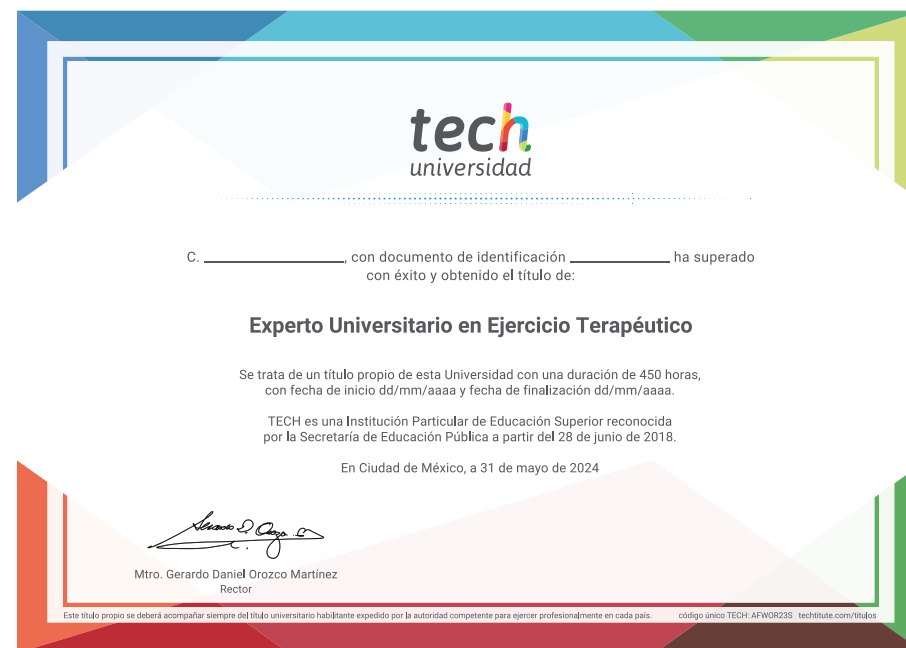 tech
universidad
C. ____________, con documento de identificación ____________ ha superado
con éxito y obtenido el título de:
Experto Universitario en Ejercicio Terapéutico
Se trata de un título propio de esta Universidad con una duración de 450 horas,
con fecha de inicio dd/mm/aaaa y fecha de finalización dd/mm/aaaa.
TECH es una Institución Particular de Educación Superior reconocida
por la Secretaría de Educación Pública a partir del 28 de junio de 2018.
En Ciudad de México, a 31 de mayo de 2024
Mtro. Gerardo Daniel Orozco Martínez
Rector
Este título propio se deberá acompañar siempre del título universitario habilitante expedido por la autoridad competente para ejercer profesionalmente en cada país. código único TECH: AFWOR23S techtitute.com/titulos